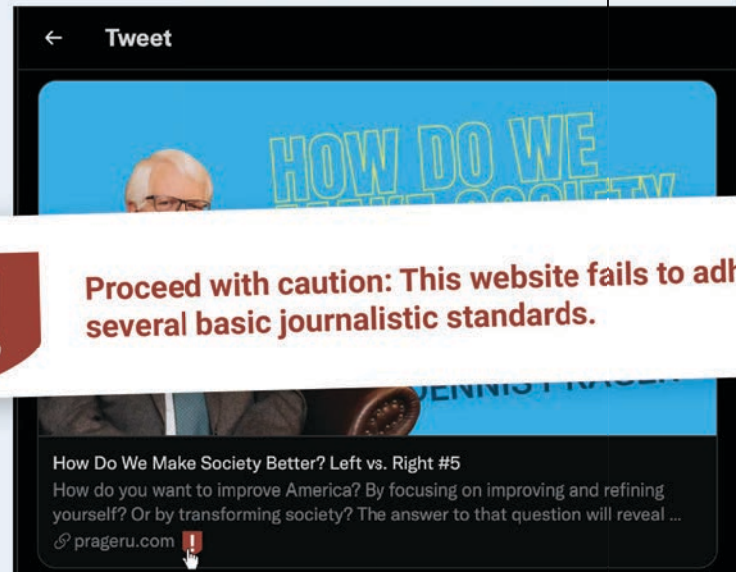 ← Tweet
HOW DO WE
Proceed with caution: This website fails to
several basic journalistic standards.
DENNIS PRAGER
How Do We Make Society Better? Left vs. Right #5
How do you want to improve America? By focusing on improving and refining
yourself? Or by transforming society? The answer to that question will reveal ...
prageru.com !